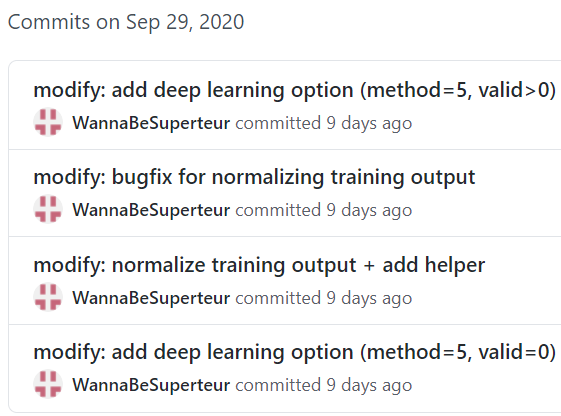 Commits on Sep 29, 2020
modify: add deep learning option (method=5, valid>0)
WannaBeSuperteur committed 9 days ago
modify: bugfix for normalizing training output
WannaBeSuperteur committed 9 days ago
modify: normalize training output + add helper
WannaBeSuperteur committed 9 days ago
modify: add deep learning option (method=5, valid=0)
WannaBeSuperteur committed 9 days ago